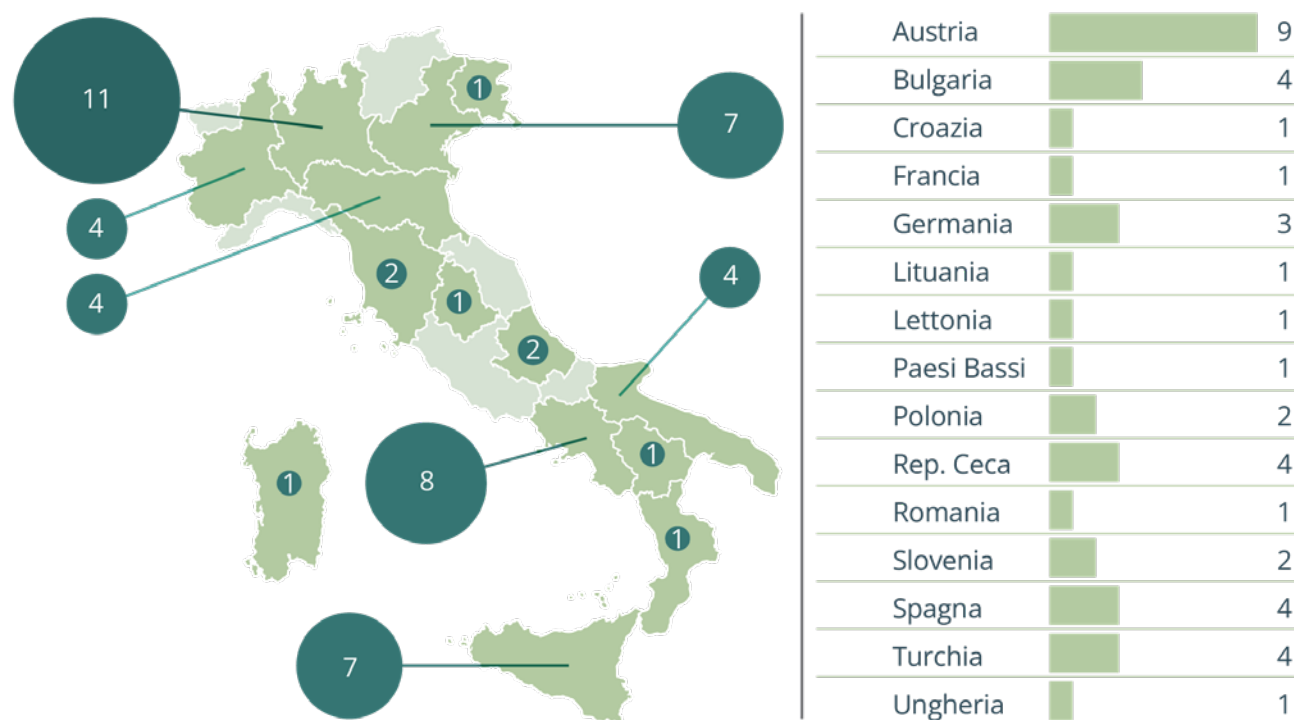 11
1
7
4
4
2
1
4
2
1
8
1
1
7
Austria 9
Bulgaria 4
Croazia 1
Francia 1
Germania 3
Lituania 1
Lettonia 1
Paesi Bassi 1
Polonia 2
Rep. Ceca 4
Romania 1
Slovenia 2
Spagna 4
Turchia 4
Ungheria 1